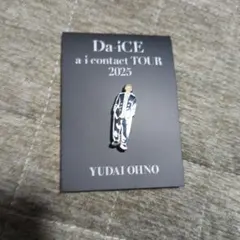 Da-iCE
a-i contact TOUR
2025
YUDAI OHNO